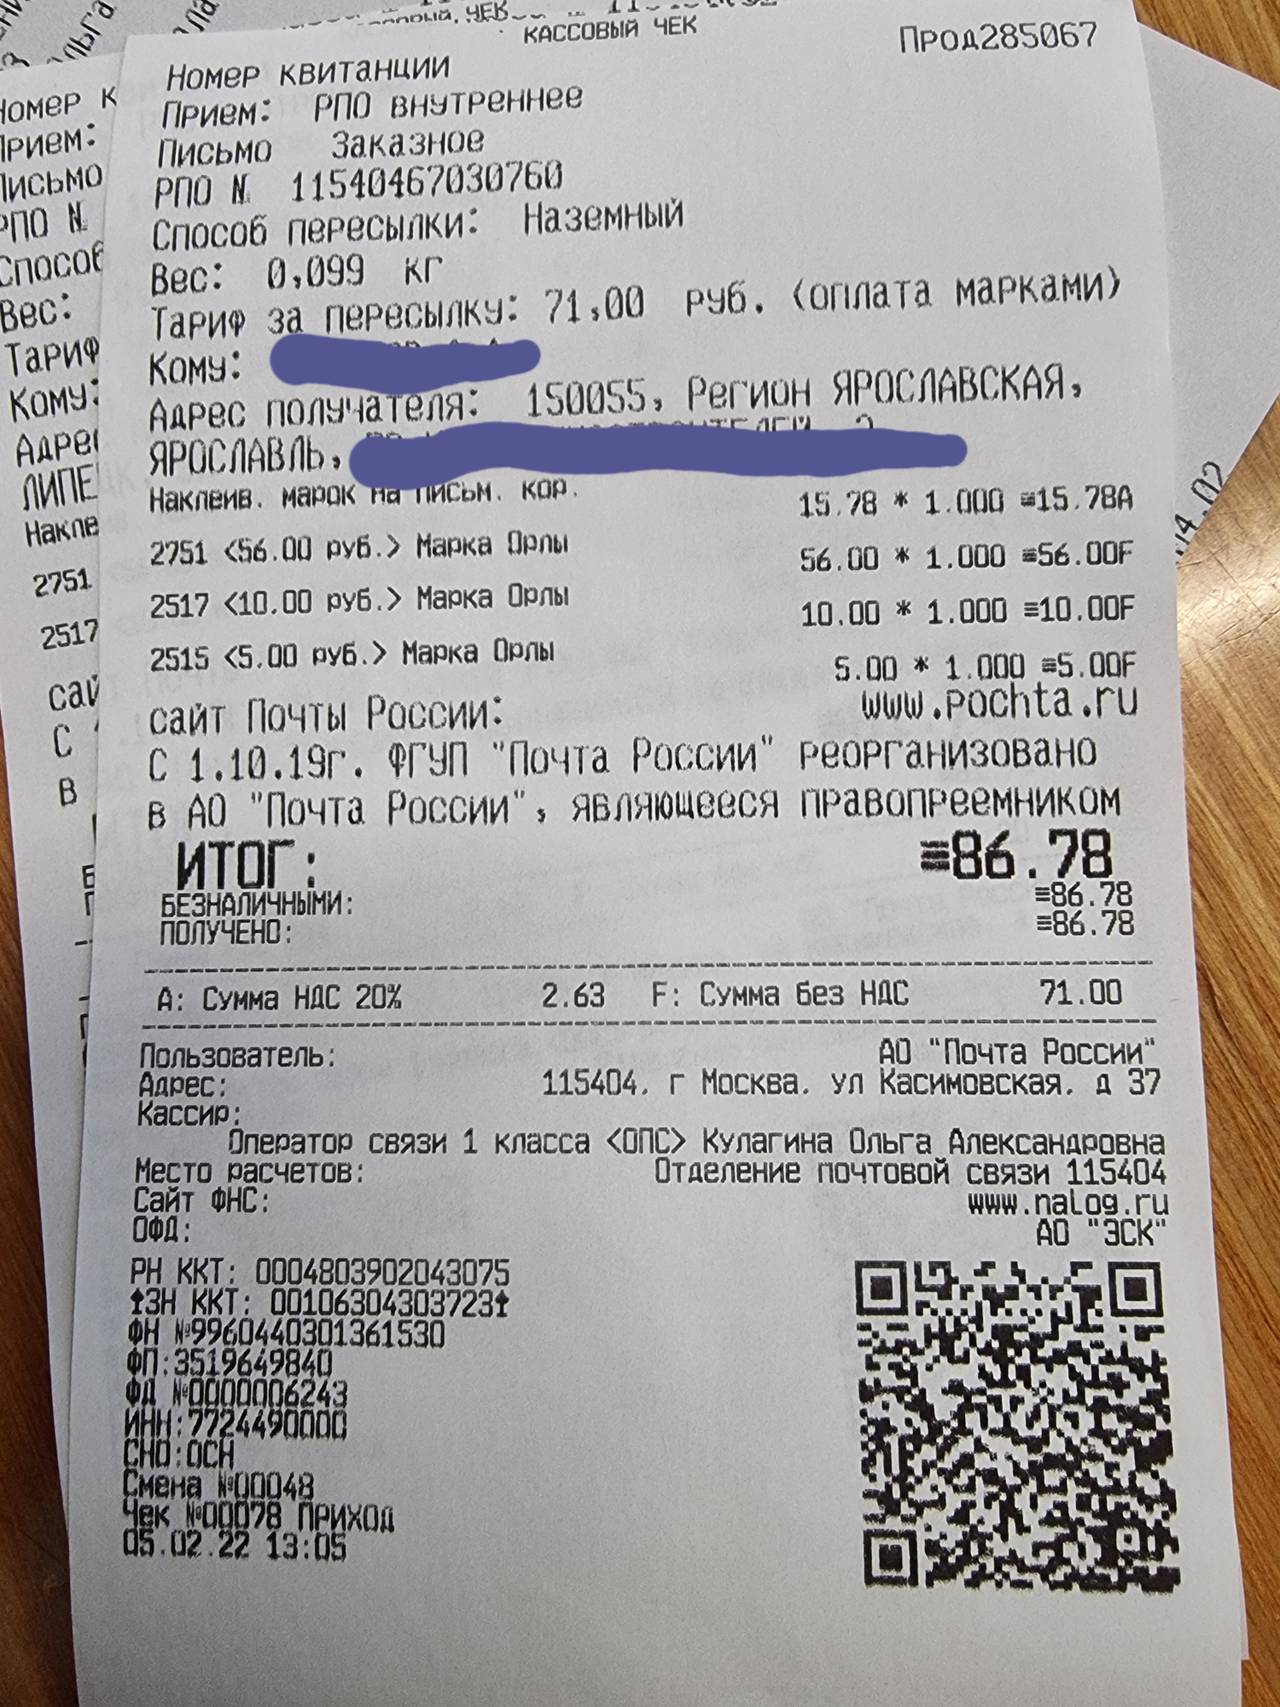 КАССОВЫЙ ЧЕК
Прод285067
Номер квитанции
Прием: РПО внутреннее
Письмо Заказное
РПО № 11540467030760
Способ пересылки: Наземный
Вес: 0,099 кг
Тариф за пересылку: 71,00 руб. (оплата марками)
Кому:
Адрес получателя: 150055, Регион ЯРОСЛАВСКАЯ,
ЯРОСЛАВЛЬ,
Наклеив. марок на письм. кор.
15.78 * 1.000 ≡15.78А
2751 <56.00 руб.> Марка Орлы
56.00 * 1.000 ≡56.00F
2517 <10.00 руб.> Марка Орлы
10.00 * 1.000 ≡10.00F
2515 <5.00 руб.> Марка Орлы
5.00 * 1.000 ≡5.00F
сайт Почты России: www.pochta.ru
С 1.10.19г. ФГУП "Почта России" реорганизовано
в АО "Почта России", являющееся правопреемником
ИТОГ: ≡86.78
БЕЗНАЛИЧНЫМИ: ≡86.78
ПОЛУЧЕНО: ≡86.78
А: Сумма НДС 20% 2.63 F: Сумма без НДС 71.00
Пользователь: АО "Почта России"
Адрес: 115404, г Москва, ул Касимовская, д 37
Кассир:
Оператор связи 1 класса <ОПС> Кулагина Ольга Александровна
Место расчетов: Отделение почтовой связи 115404
Сайт ФНС: www.nalog.ru
ОФД: АО "ЭСК"
РН ККТ: 0004803902043075
ЗН ККТ: 00106304303723
ФН №9960440301361530
ФП:3519649840
ФД №0000006243
ИНН:7724490000
СНО:ОСН
Смена №00048
Чек №00078 ПРИХОД
05.02.22 13:05
Номер К
Прием:
Письмо
РПО №
Способ
Вес:
Тариф
Кому:
Адре
ЛИПЕ
Накле
2751
2517
сай
С
в